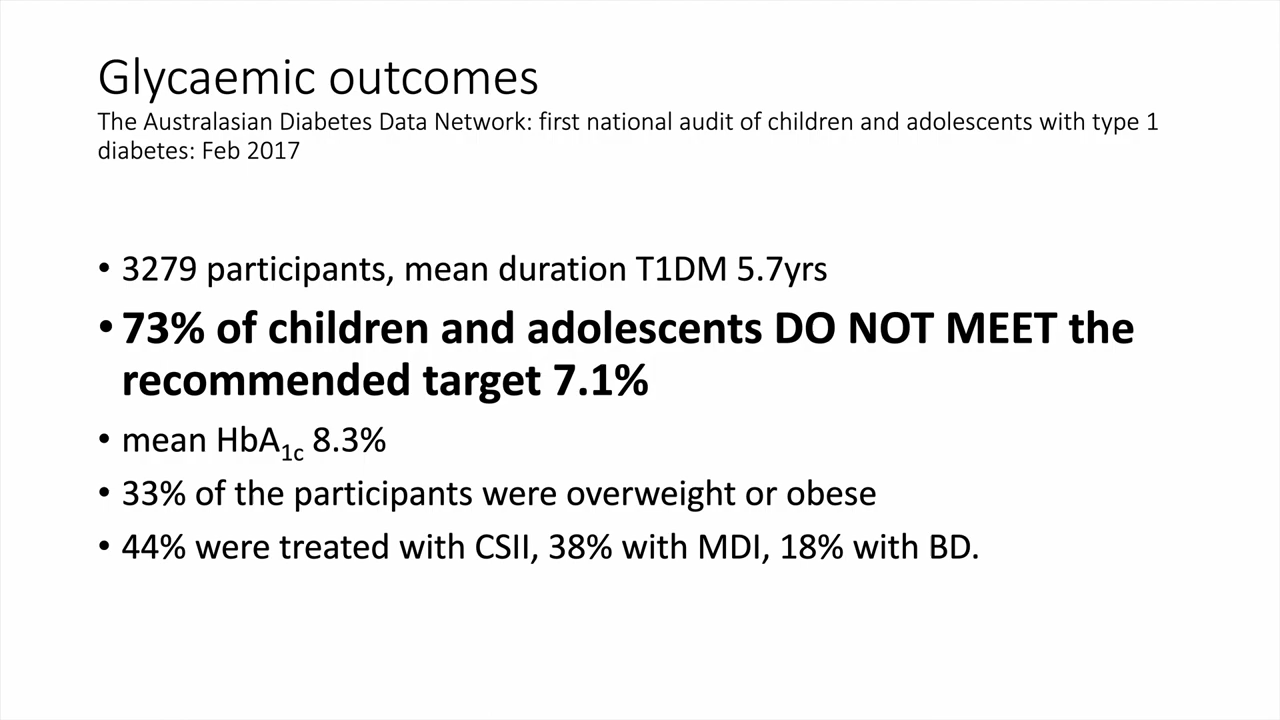 Glycaemic outcomes
The Australasian Diabetes Data Network: first national audit of children and adolescents with type 1
diabetes: Feb 2017
• 3279 participants, mean duration T1DM 5.7yrs
• 73% of children and adolescents DO NOT MEET the
recommended target 7.1%
• mean HbA1c 8.3%
• 33% of the participants were overweight or obese
• 44% were treated with CSII, 38% with MDI, 18% with BD.